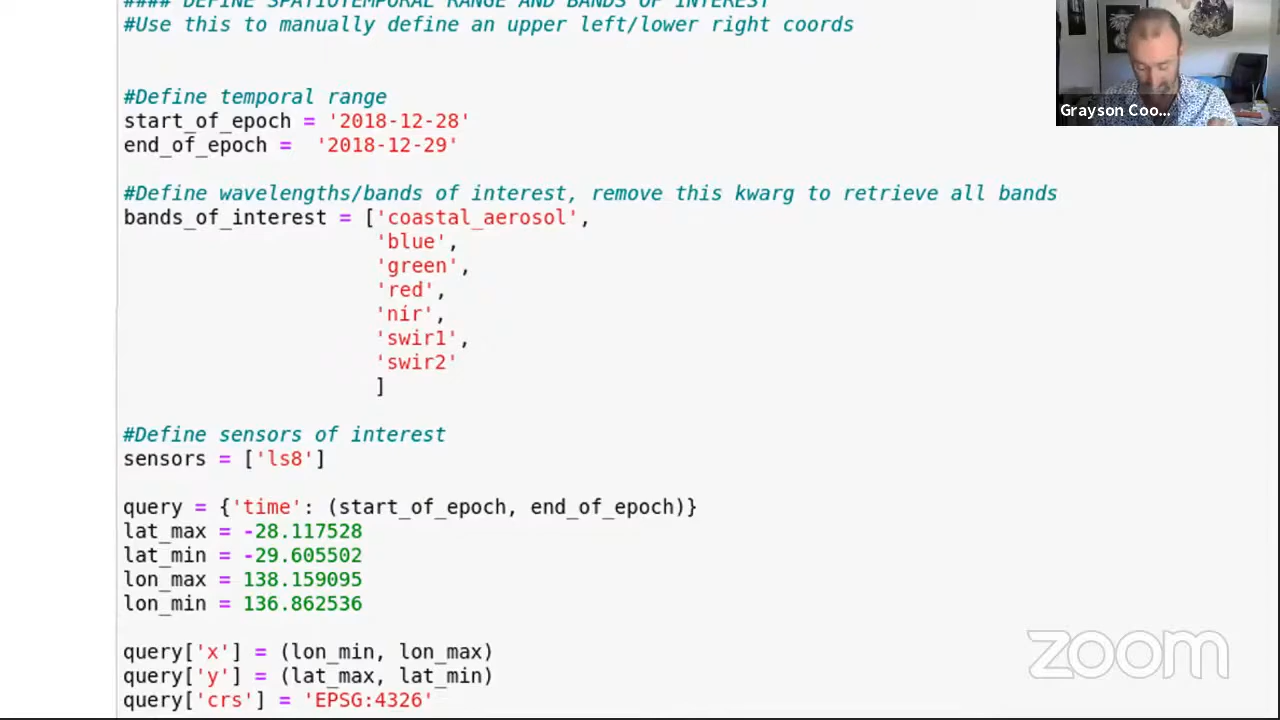 #### DEFINE SPATIOTEMPORAL RANGE AND BANDS OF INTEREST
#Use this to manually define an upper left/lower right coords
Grayson Coo...
#Define temporal range
start_of_epoch = '2018-12-28'
end_of_epoch =  '2018-12-29'
#Define wavelengths/bands of interest, remove this kwarg to retrieve all bands
bands_of_interest = ['coastal_aerosol',
'blue',
'green',
'red',
'nir',
'swir1',
'swir2'
]
#Define sensors of interest
sensors = ['ls8']
query = {'time': (start_of_epoch, end_of_epoch)}
lat_max = -28.117528
lat_min = -29.605502
lon_max = 138.159095
lon_min = 136.862536
query['x'] = (lon_min, lon_max)
query['y'] = (lat_max, lat_min)
query['crs'] = 'EPSG:4326'
zoom